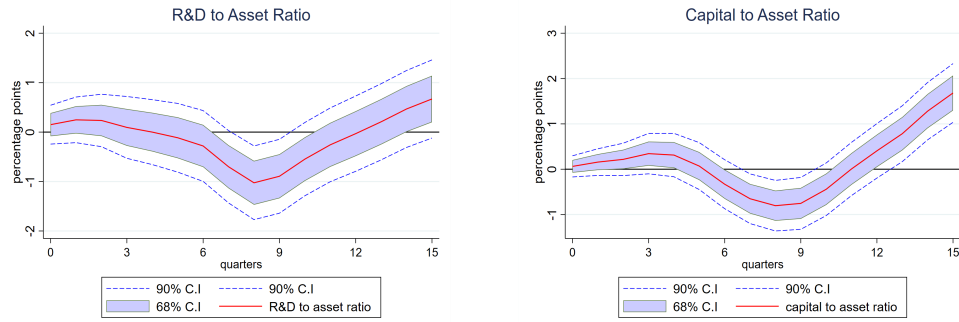 R&D to Asset Ratio
percentage points
2
1
0
-1
-2
0
3
6
9
12
15
quarters
90% C.I
90% C.I
68% C.I
R&D to asset ratio
Capital to Asset Ratio
percentage points
3
2
1
0
-1
0
3
6
9
12
15
quarters
90% C.I
90% C.I
68% C.I
capital to asset ratio